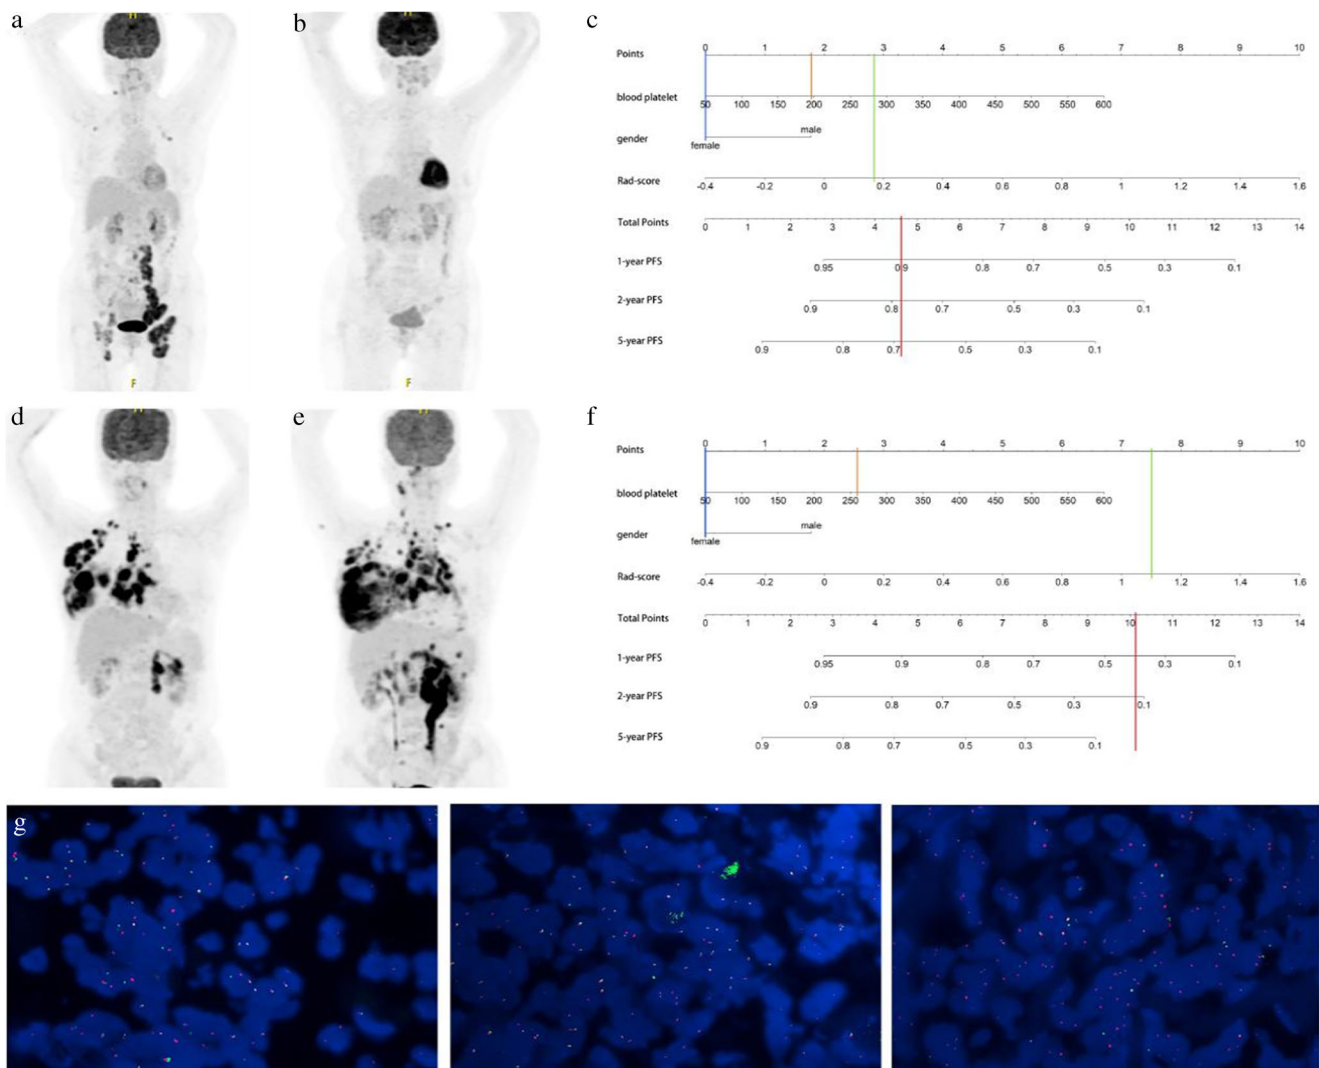 a
b
c
F
F
Points
0 1 2 3 4 5 6 7 8 9 10
blood platelet
50 100 150 200 250 300 350 400 450 500 550 600
gender
male
female
Rad-score
-0.4 -0.2 0 0.2 0.4 0.6 0.8 1 1.2 1.4 1.6
Total Points
0 1 2 3 4 5 6 7 8 9 10 11 12 13 14
1-year PFS
0.95 0.9 0.8 0.7 0.5 0.3 0.1
2-year PFS
0.9 0.8 0.7 0.5 0.3 0.1
5-year PFS
0.9 0.8 0.7 0.5 0.3 0.1
d
e
f
Points
0 1 2 3 4 5 6 7 8 9 10
blood platelet
50 100 150 200 250 300 350 400 450 500 550 600
gender
male
female
Rad-score
-0.4 -0.2 0 0.2 0.4 0.6 0.8 1 1.2 1.4 1.6
Total Points
0 1 2 3 4 5 6 7 8 9 10 11 12 13 14
1-year PFS
0.95 0.9 0.8 0.7 0.5 0.3 0.1
2-year PFS
0.9 0.8 0.7 0.5 0.3 0.1
5-year PFS
0.9 0.8 0.7 0.5 0.3 0.1
g